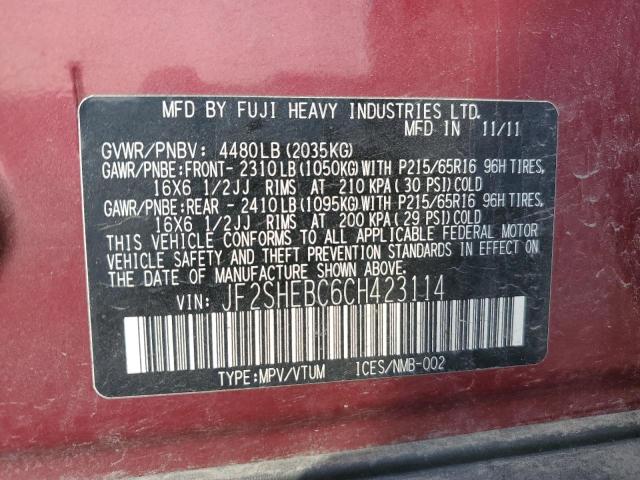 MFD BY FUJI HEAVY INDUSTRIES LTD.
MFD IN 11/11
GVWR/PNBV: 4480LB (2035KG)
GAWR/PNBE:FRONT- 2310LB(1050KG)WITH P215/65R16 96H TIRES,
16X6 1/2JJ RIMS AT 210 KPA(30 PSI)COLD
GAWR/PNBE:REAR - 2410LB(1095KG)WITH P215/65R16 96H TIRES,
16X6 1/2JJ RIMS AT 200 KPA(29 PSI)COLD
THIS VEHICLE CONFORMS TO ALL APPLICABLE FEDERAL MOTOR
VEHICLE SAFETY AND THEFT PREVENTION STANDARDS IN EFFECT ON
THE DATE OF MANUFACTURE SHOWN ABOVE.
VIN: JF2SHEBC6CH423114
TYPE:MPV/VTUM ICES/NMB-002